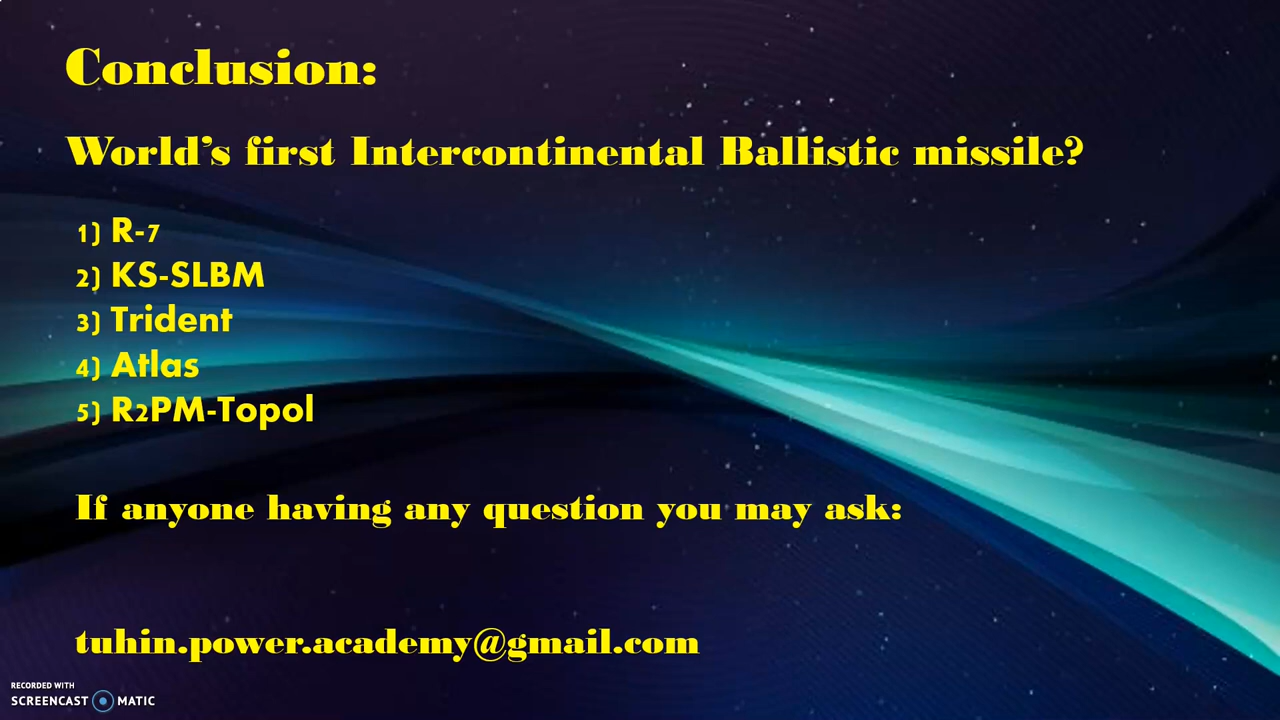 Conclusion:
World's first Intercontinental Ballistic missile?
1) R-7
2) KS-SLBM
3) Trident
4) Atlas
5) R2PM-Topol
If anyone having any question you may ask:
tuhin.power.academy@gmail.com
RECORDED WITH
SCREENCAST MATIC